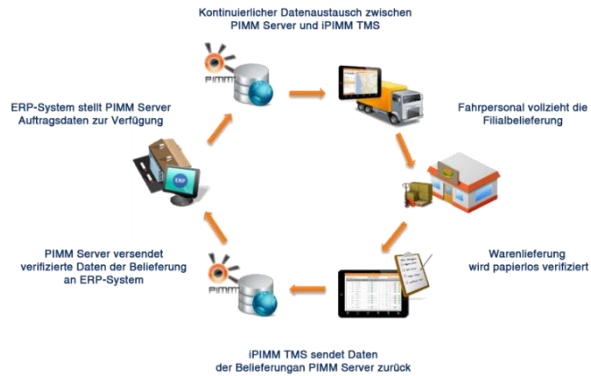 Kontinuierlicher Datenaustausch zwischen
PIMM Server und iPIMM TMS
PIMM
ERP-System stellt PIMM Server
Auftragsdaten zur Verfügung
Fahrpersonal vollzieht die
Filialbelieferung
ERP
PIMM Server versendet
verifizierte Daten der Belieferung
an ERP-System
PIMM
Warenlieferung
wird papierlos verifiziert
iPIMM TMS sendet Daten
der Belieferungan PIMM Server zurück